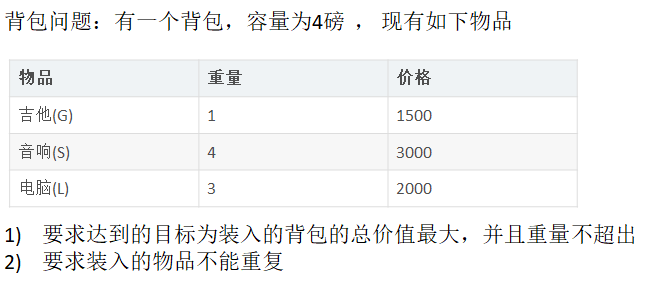 背包问题：有一个背包，容量为4磅 ， 现有如下物品
物品 重量 价格
吉他(G) 1 1500
音响(S) 4 3000
电脑(L) 3 2000
1) 要求达到的目标为装入的背包的总价值最大，并且重量不超出
2) 要求装入的物品不能重复